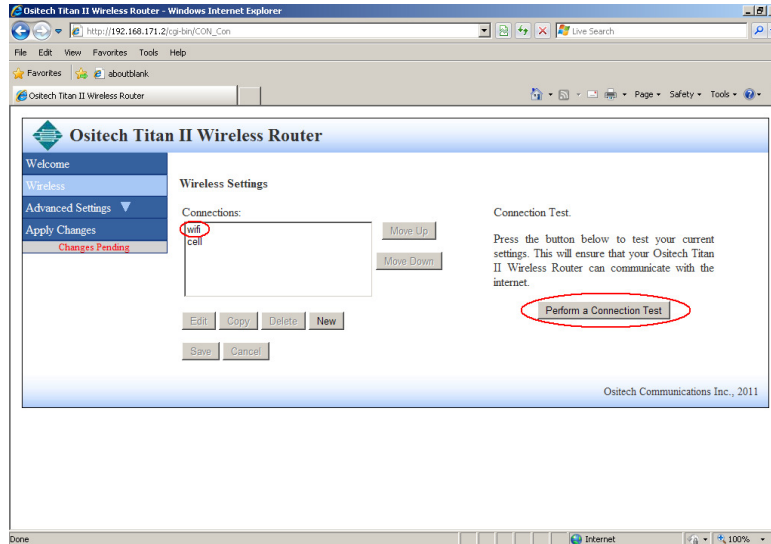 Ositech Titan II Wireless Router - Windows Internet Explorer
http://192.168.171.2/cgi-bin/CON_Con
Live Search
File Edit View Favorites Tools Help
Favorites aboutblank
Ositech Titan II Wireless Router
Page Safety Tools
Ositech Titan II Wireless Router
Welcome
Wireless
Advanced Settings
Apply Changes
Changes Pending
Wireless Settings
Connections:
wifi
cell
Move Up
Move Down
Edit Copy Delete New
Save Cancel
Connection Test.
Press the button below to test your current
settings. This will ensure that your Ositech Titan
II Wireless Router can communicate with the
internet.
Perform a Connection Test
Ositech Communications Inc., 2011
Done
Internet
100%